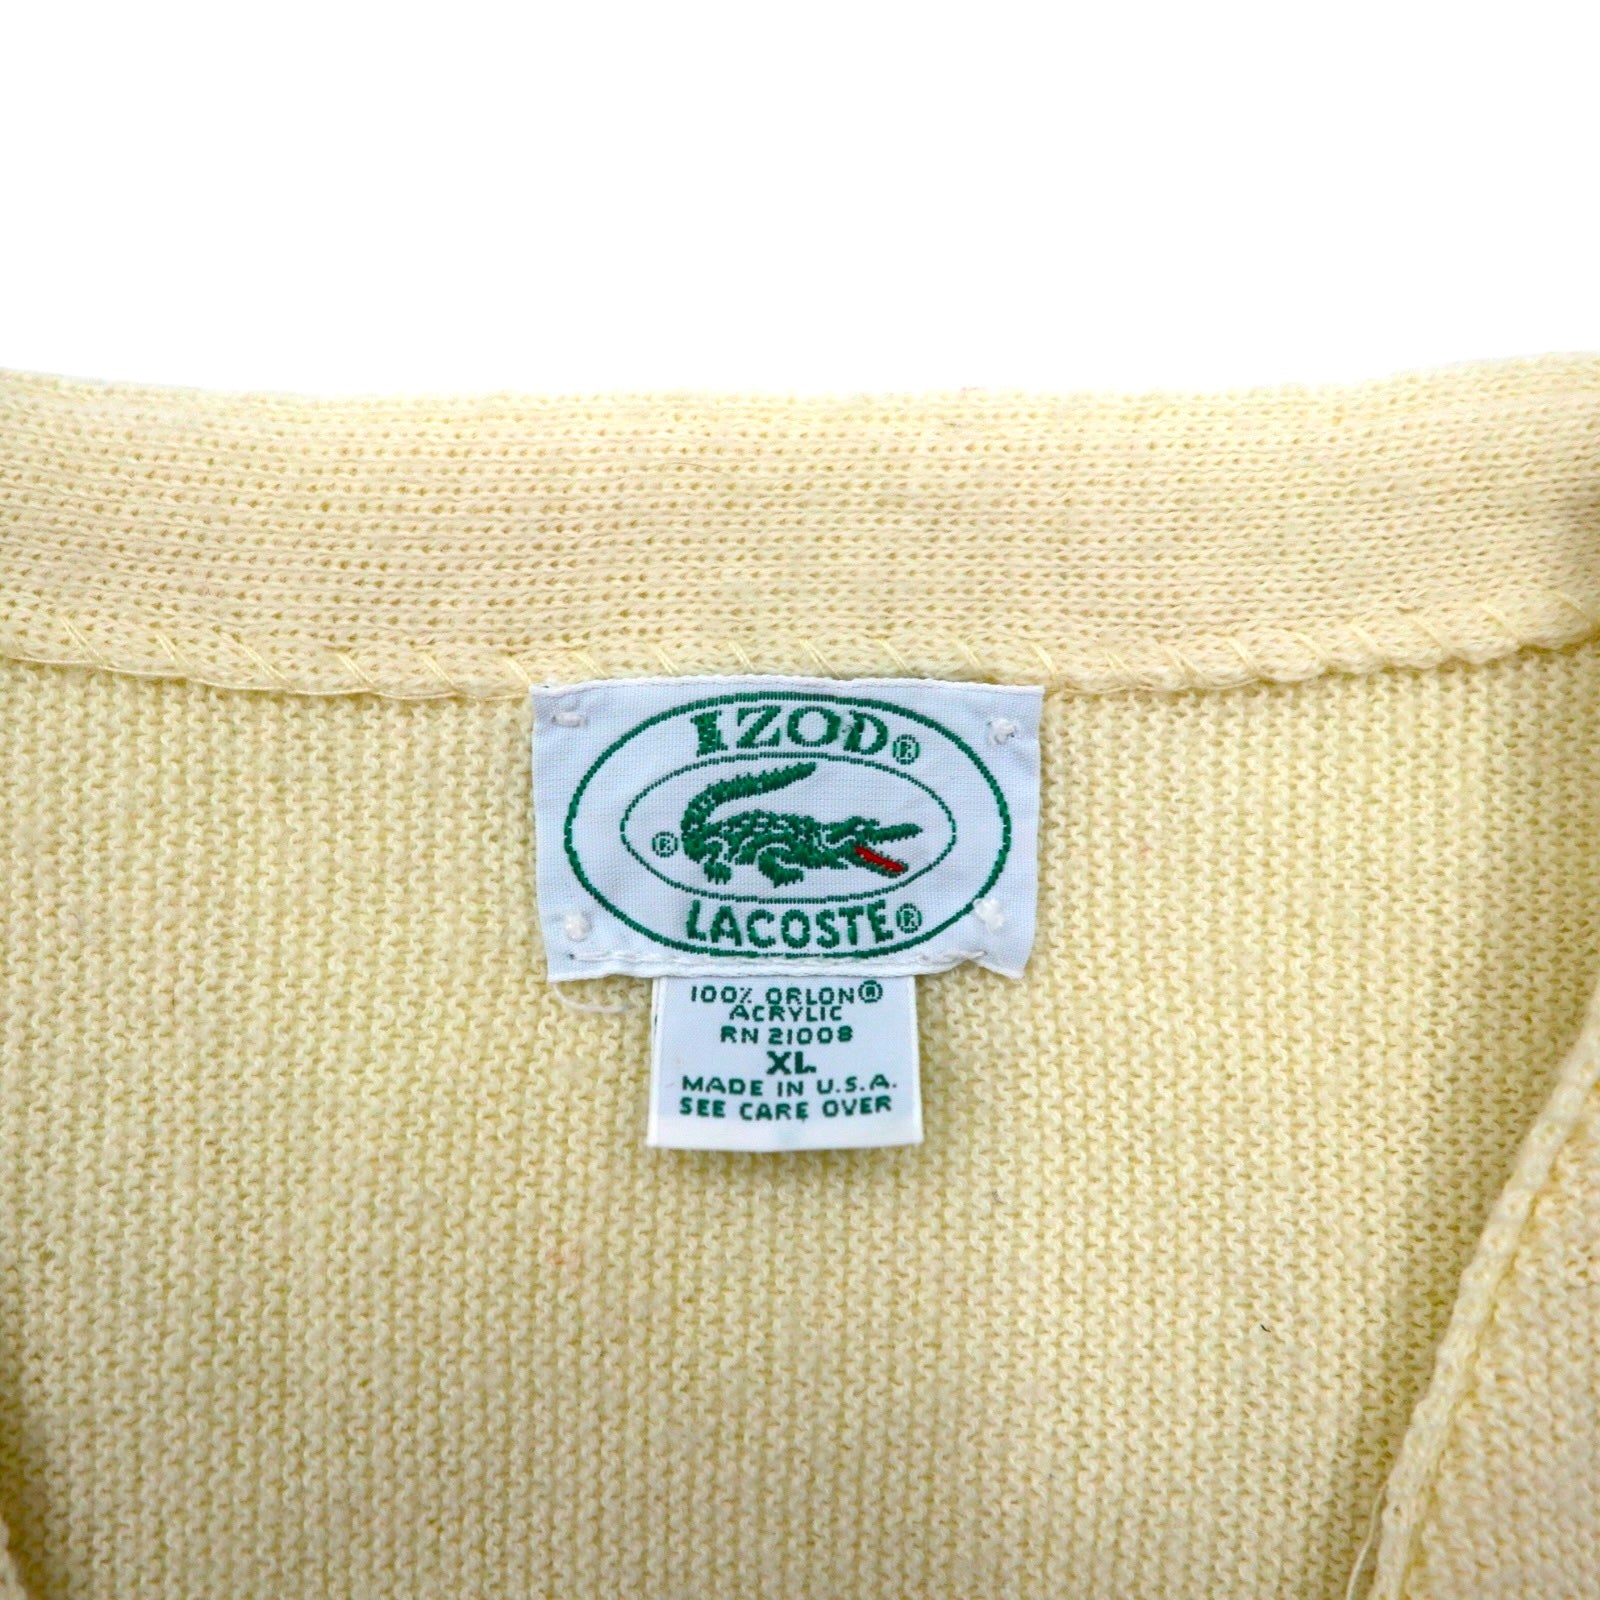 IZOD®
®
LACOSTE®
100% ORLON®
ACRYLIC
RN 21008
XL
MADE IN U.S.A.
SEE CARE OVER